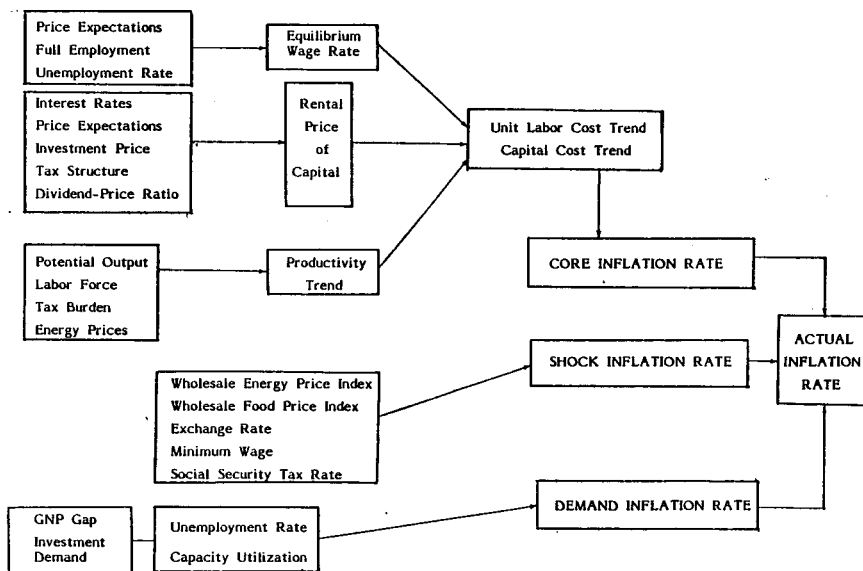 Price Expectations
Full Employment
Unemployment Rate
Equilibrium
Wage Rate
Interest Rates
Price Expectations
Investment Price
Tax Structure
Dividend-Price Ratio
Rental
Price
of
Capital
Unit Labor Cost Trend
Capital Cost Trend
Potential Output
Labor Force
Tax Burden
Energy Prices
Productivity
Trend
CORE INFLATION RATE
Wholesale Energy Price Index
Wholesale Food Price Index
Exchange Rate
Minimum Wage
Social Security Tax Rate
SHOCK INFLATION RATE
ACTUAL
INFLATION
RATE
GNP Gap
Investment
Demand
Unemployment Rate
Capacity Utilization
DEMAND INFLATION RATE